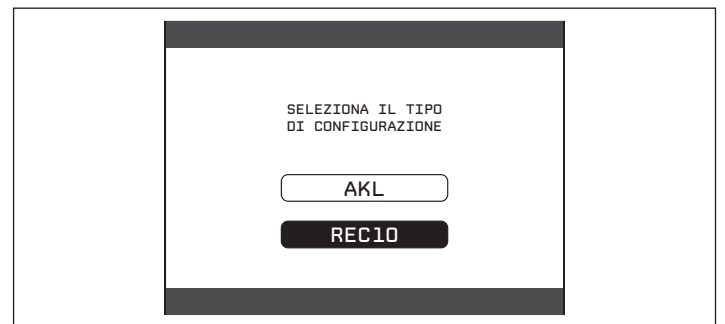 SELEZIONA IL TIPO
DI CONFIGURAZIONE
AKL
REC10